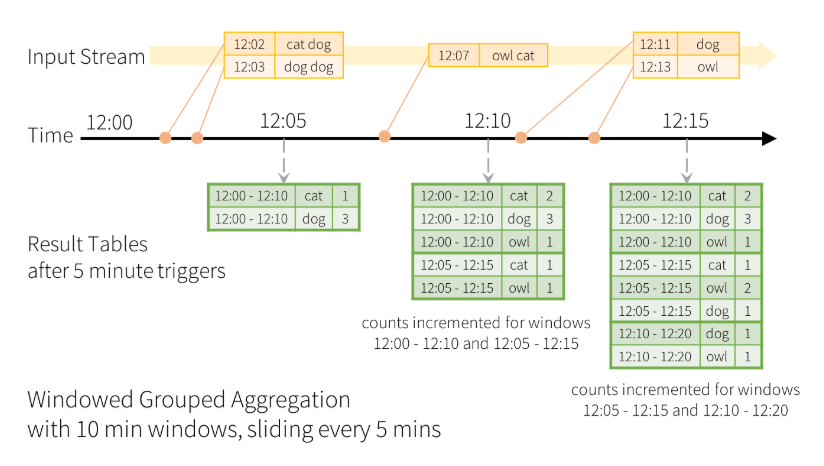 Input Stream
12:02 cat dog
12:03 dog dog
12:07 owl cat
12:11 dog
12:13 owl
Time
12:00
12:05
12:10
12:15
Result Tables
after 5 minute triggers
12:00 - 12:10 cat 1
12:00 - 12:10 dog 3
12:00 - 12:10 cat 2
12:00 - 12:10 dog 3
12:00 - 12:10 owl 1
12:05 - 12:15 cat 1
12:05 - 12:15 owl 1
counts incremented for windows
12:00 - 12:10 and 12:05 - 12:15
12:00 - 12:10 cat 2
12:00 - 12:10 dog 3
12:00 - 12:10 owl 1
12:05 - 12:15 cat 1
12:05 - 12:15 owl 2
12:05 - 12:15 dog 1
12:10 - 12:20 dog 1
12:10 - 12:20 owl 1
counts incremented for windows
12:05 - 12:15 and 12:10 - 12:20
Windowed Grouped Aggregation
with 10 min windows, sliding every 5 mins